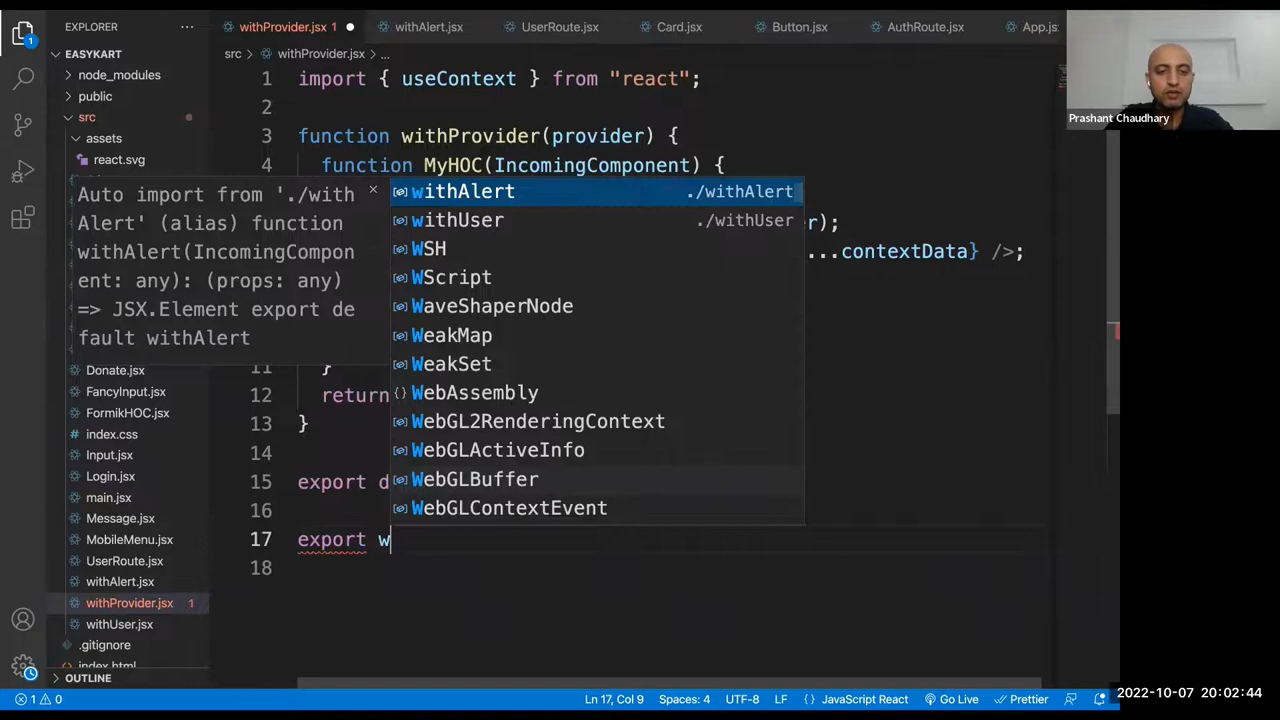 EXPLORER
withProvider.jsx 1
withAlert.jsx
UserRoute.jsx
Card.jsx
Button.jsx
AuthRoute.jsx
App.js
EASYKART
node_modules
public
src
assets
react.svg
Donate.jsx
FancyInput.jsx
FormikHOC.jsx
index.css
Input.jsx
Login.jsx
main.jsx
Message.jsx
MobileMenu.jsx
UserRoute.jsx
withAlert.jsx
withProvider.jsx 1
withUser.jsx
.gitignore
index.html
OUTLINE
src > withProvider.jsx > ...
1 import { useContext } from "react";
2
3 function withProvider(provider) {
4 function MyHOC(IncomingComponent) {
r);
...contextData} />;
11 }
12 return
13 }
14
15 export d
16
17 export w
18
Auto import from './with
Alert' (alias) function
withAlert(IncomingCompon
ent: any): (props: any)
=> JSX.Element export de
fault withAlert
withAlert ./withAlert
withUser ./withUser
WSH
WScript
WaveShaperNode
WeakMap
WeakSet
WebAssembly
WebGL2RenderingContext
WebGLActiveInfo
WebGLBuffer
WebGLContextEvent
Prashant Chaudhary
1 0
Ln 17, Col 9
Spaces: 4
UTF-8
LF
{ } JavaScript React
Go Live
Prettier
2022-10-07 20:02:44